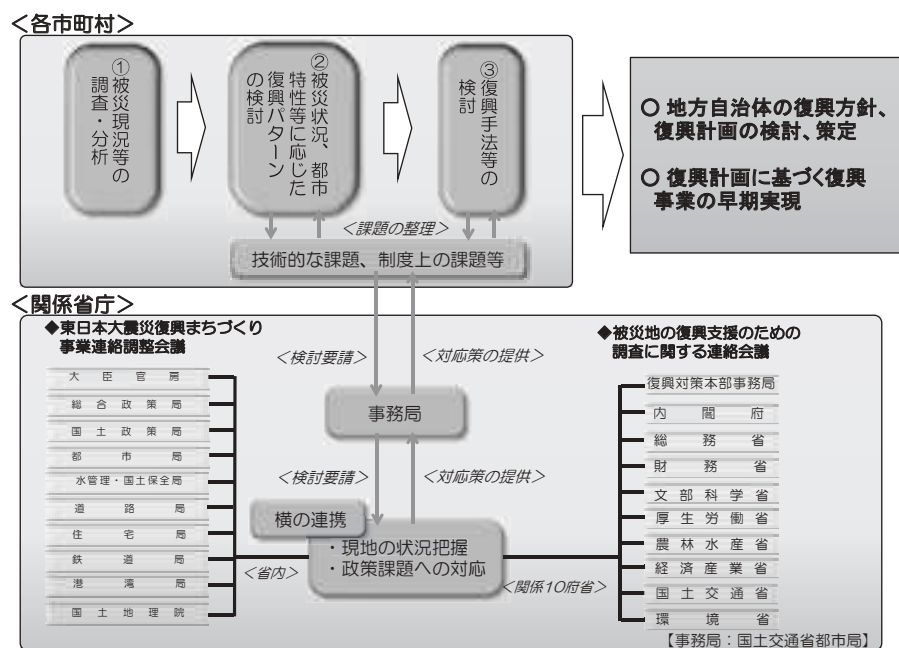 ＜各市町村＞
①被災現況等の
調査・分析
②被災状況、都市
特性等に応じた
復興パターン
の検討
③復興手法等の
検討
＜課題の整理＞
技術的な課題、制度上の課題等
○ 地方自治体の復興方針、
復興計画の検討、策定
○ 復興計画に基づく復興
事業の早期実現
＜関係省庁＞
◆東日本大震災復興まちづくり
事業連絡調整会議
大臣官房
総合政策局
国土政策局
都市局
水管理・国土保全局
道路局
住宅局
鉄道局
港湾局
国土地理院
＜検討要請＞
＜対応策の提供＞
事務局
＜検討要請＞
＜対応策の提供＞
横の連携
・現地の状況把握
・政策課題への対応
＜省内＞
＜関係10府省＞
◆被災地の復興支援のための
調査に関する連絡会議
復興対策本部事務局
内閣府
総務省
財務省
文部科学省
厚生労働省
農林水産省
経済産業省
国土交通省
環境省
【事務局：国土交通省都市局】